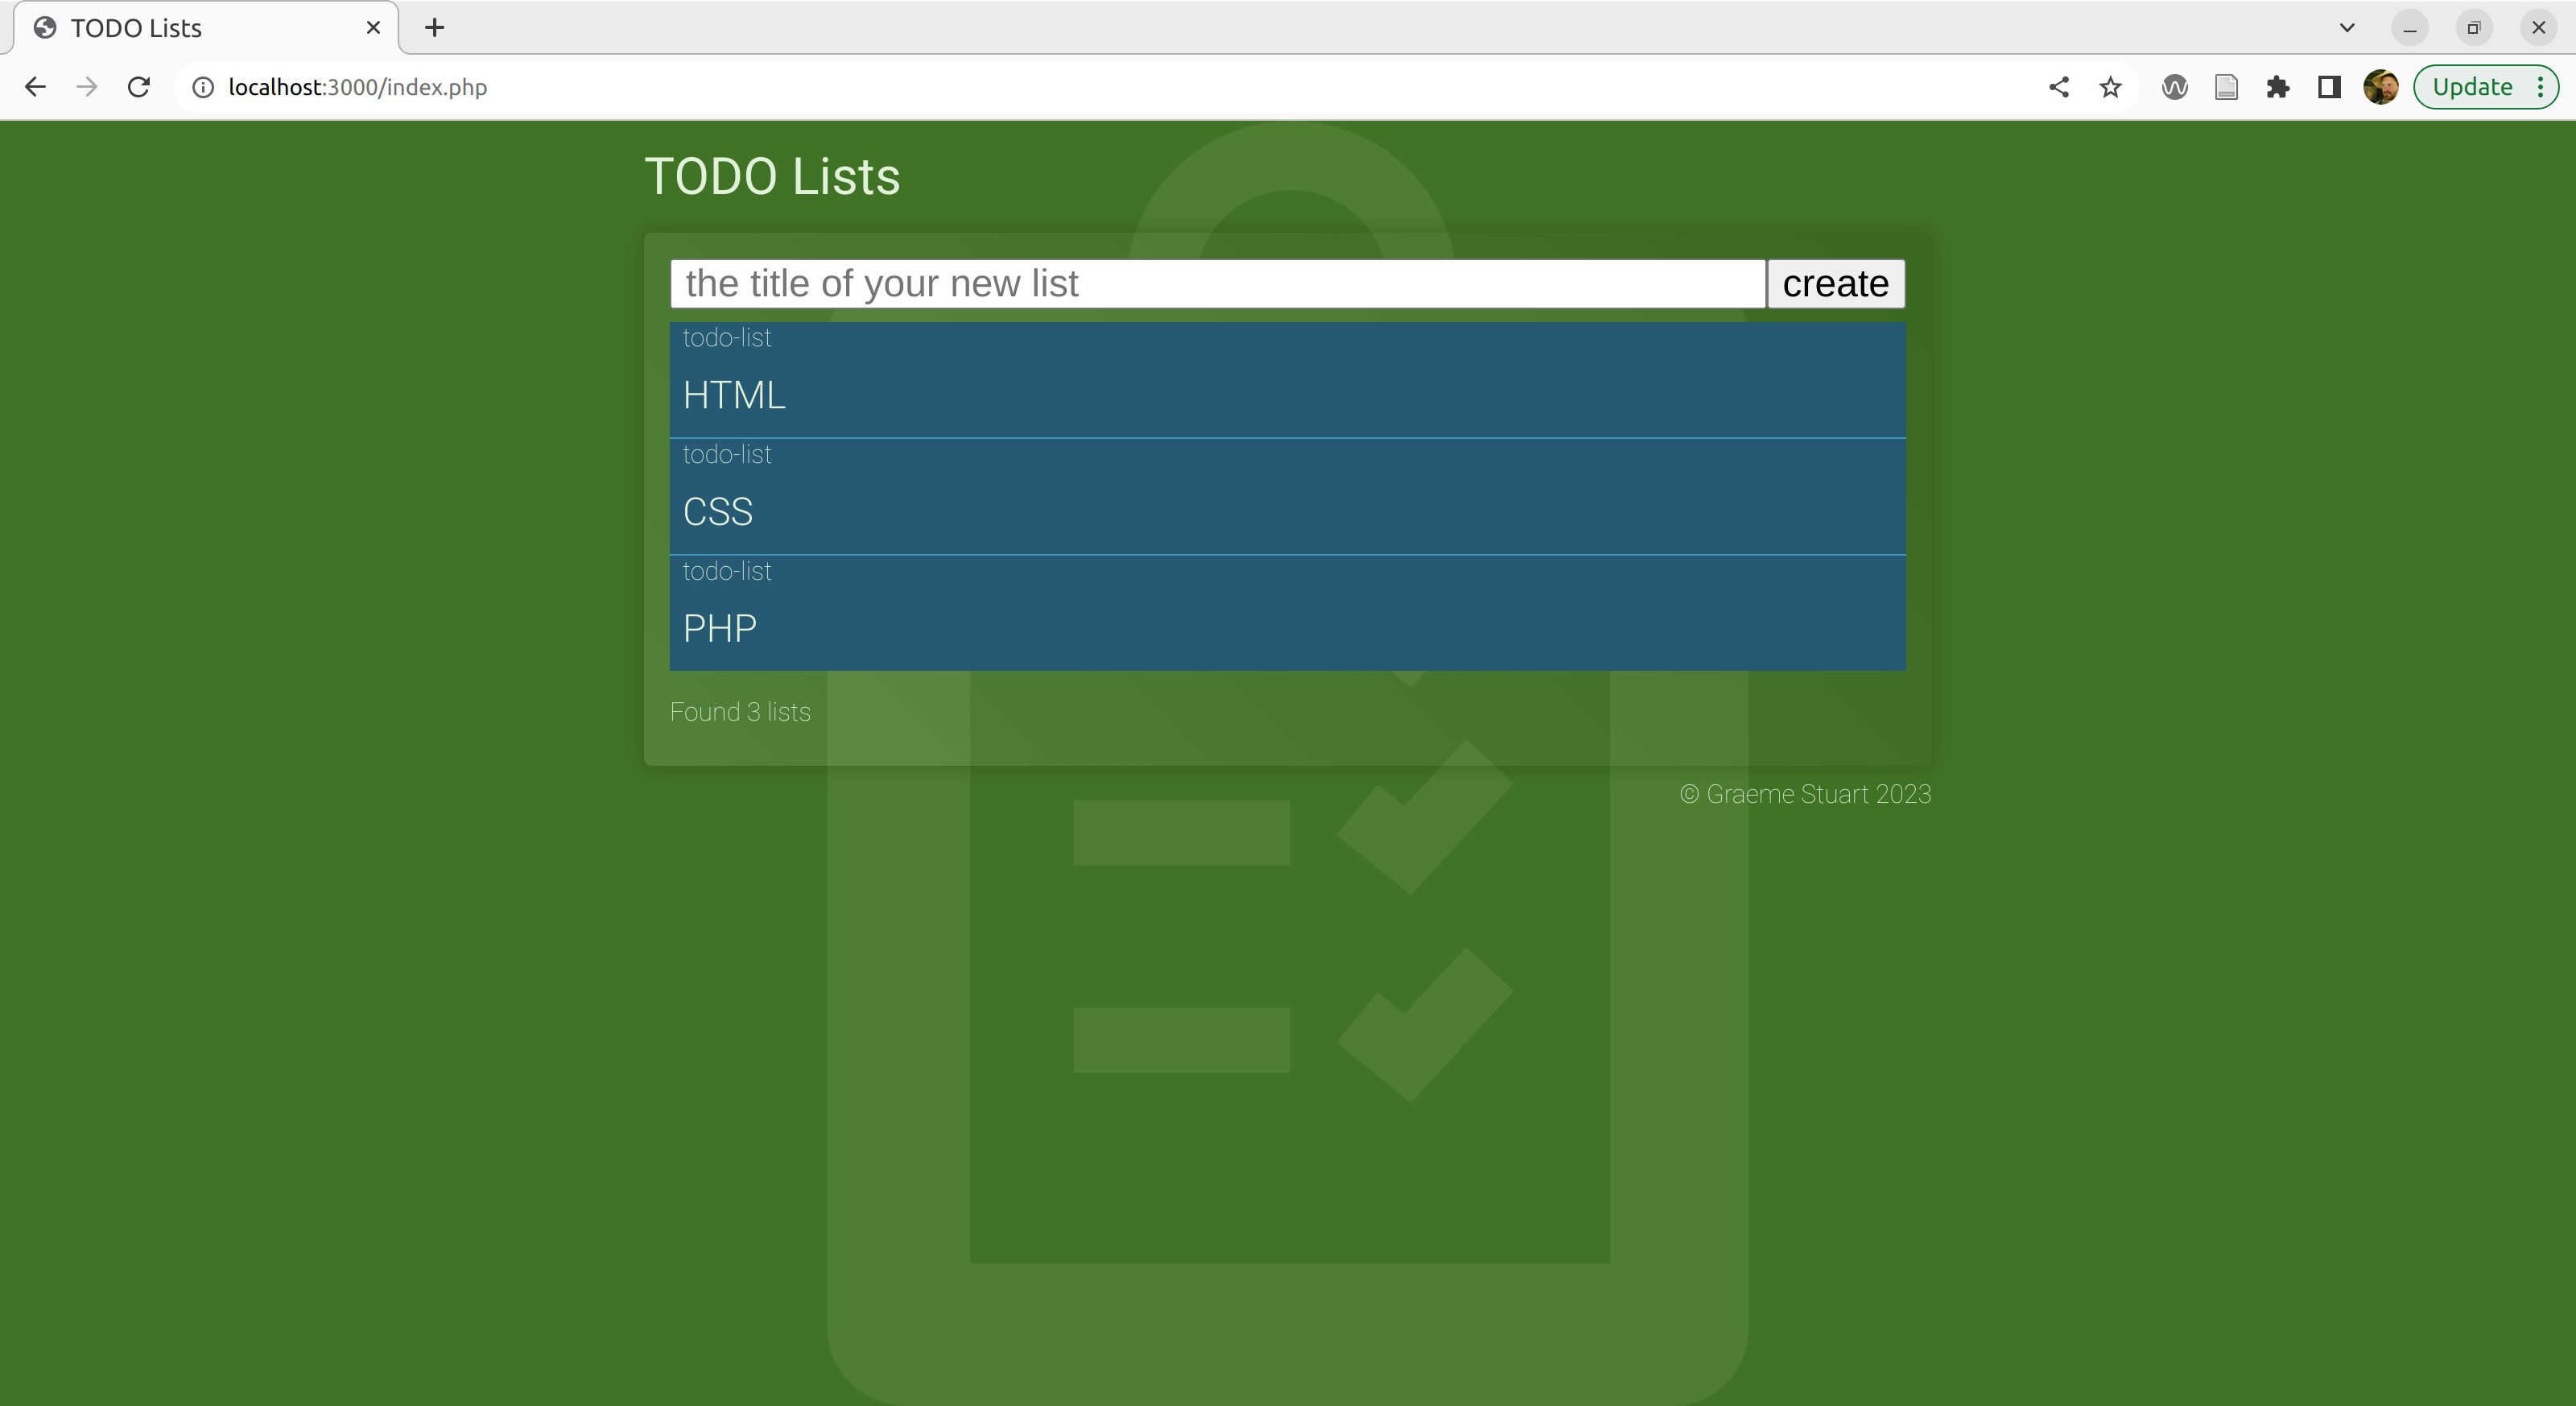 TODO Lists
localhost:3000/index.php
Update
TODO Lists
the title of your new list
create
todo-list
HTML
todo-list
CSS
todo-list
PHP
Found 3 lists
© Graeme Stuart 2023